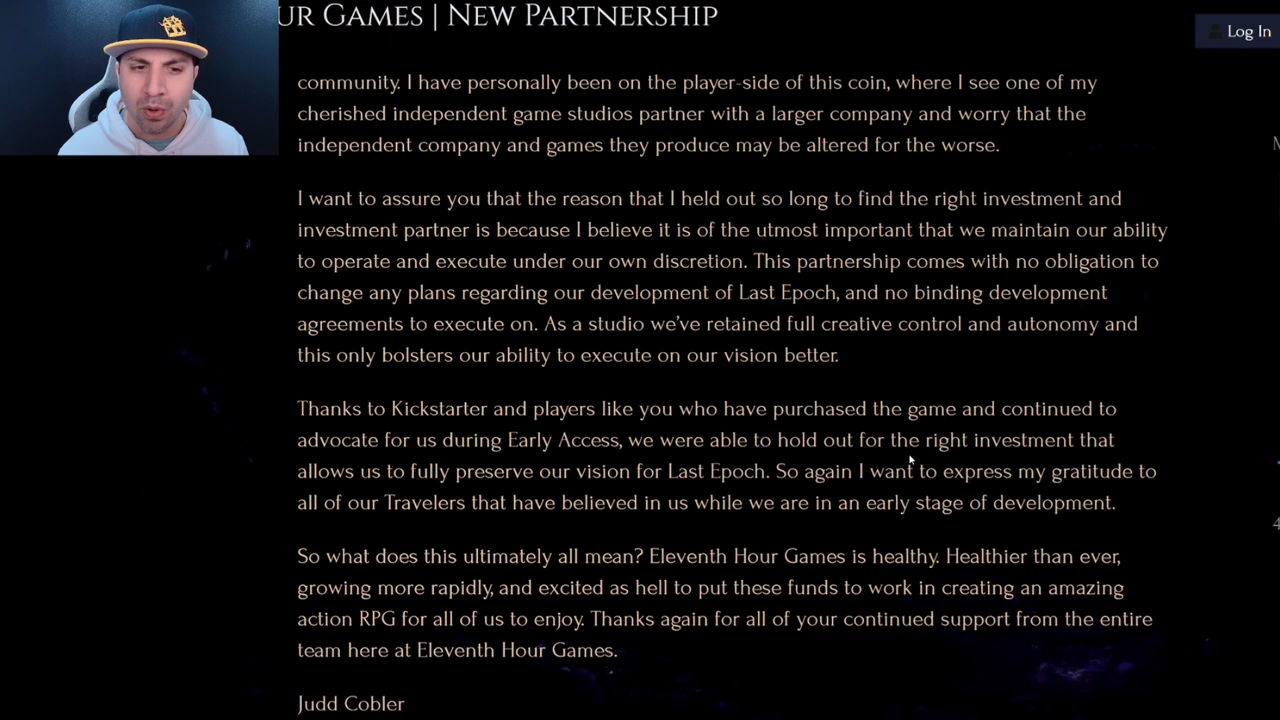 UR GAMES | NEW PARTNERSHIP
Log In
community. I have personally been on the player-side of this coin, where I see one of my
cherished independent game studios partner with a larger company and worry that the
independent company and games they produce may be altered for the worse.
I want to assure you that the reason that I held out so long to find the right investment and
investment partner is because I believe it is of the utmost important that we maintain our ability
to operate and execute under our own discretion. This partnership comes with no obligation to
change any plans regarding our development of Last Epoch, and no binding development
agreements to execute on. As a studio we’ve retained full creative control and autonomy and
this only bolsters our ability to execute on our vision better.
Thanks to Kickstarter and players like you who have purchased the game and continued to
advocate for us during Early Access, we were able to hold out for the right investment that
allows us to fully preserve our vision for Last Epoch. So again I want to express my gratitude to
all of our Travelers that have believed in us while we are in an early stage of development.
So what does this ultimately all mean? Eleventh Hour Games is healthy. Healthier than ever,
growing more rapidly, and excited as hell to put these funds to work in creating an amazing
action RPG for all of us to enjoy. Thanks again for all of your continued support from the entire
team here at Eleventh Hour Games.
Judd Cobler